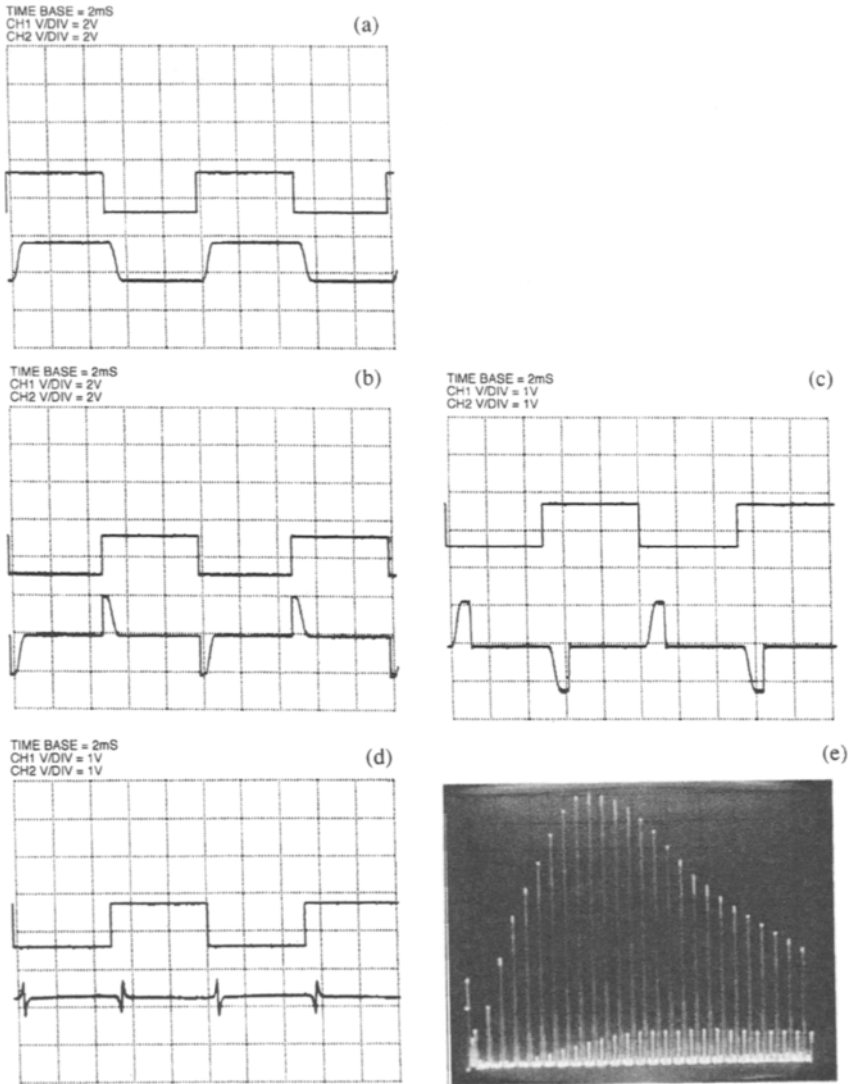 TIME BASE = 2mS
CH1 V/DIV = 2V
CH2 V/DIV = 2V
(a)
TIME BASE = 2mS
CH1 V/DIV = 2V
CH2 V/DIV = 2V
(b)
TIME BASE = 2mS
CH1 V/DIV = 1V
CH2 V/DIV = 1V
(c)
TIME BASE = 2mS
CH1 V/DIV = 1V
CH2 V/DIV = 1V
(d)
(e)